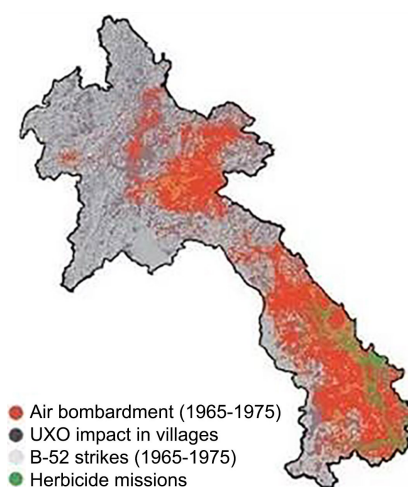 Air bombardment (1965-1975)
UXO impact in villages
B-52 strikes (1965-1975)
Herbicide missions